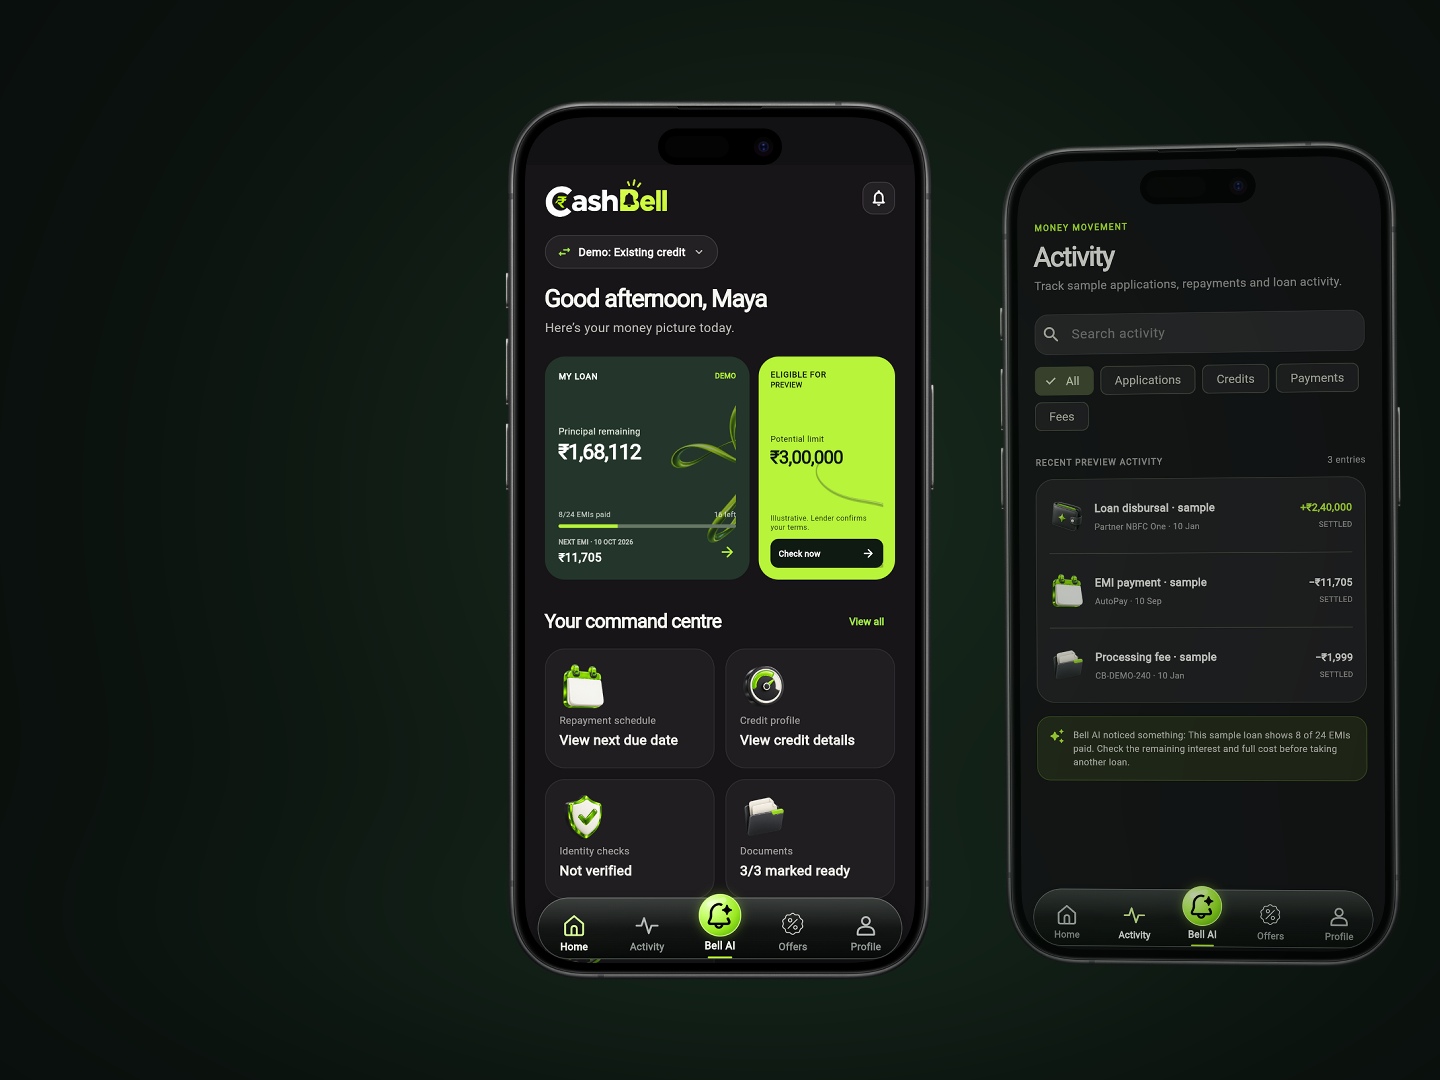 CashBell
Demo: Existing credit
Good afternoon, Maya
Here's your money picture today.
MY LOAN
DEMO
Principal remaining
₹1,68,112
8/24 EMIs paid
16 left
NEXT EMI · 10 OCT 2026
₹11,705
ELIGIBLE FOR
PREVIEW
Potential limit
₹3,00,000
Illustrative. Lender confirms
your terms.
Check now
Your command centre
View all
Repayment schedule
View next due date
Credit profile
View credit details
Identity checks
Not verified
Documents
3/3 marked ready
Home
Activity
Bell AI
Offers
Profile
MONEY MOVEMENT
Activity
Track sample applications, repayments and loan activity.
Search activity
All
Applications
Credits
Payments
Fees
RECENT PREVIEW ACTIVITY
3 entries
Loan disbursal · sample
+₹2,40,000
Partner NBFC One · 10 Jan
SETTLED
EMI payment · sample
−₹11,705
AutoPay · 10 Sep
SETTLED
Processing fee · sample
−₹1,999
CB-DEMO-240 · 10 Jan
SETTLED
Bell AI noticed something: This sample loan shows 8 of 24 EMIs
paid. Check the remaining interest and full cost before taking
another loan.
Home
Activity
Bell AI
Offers
Profile